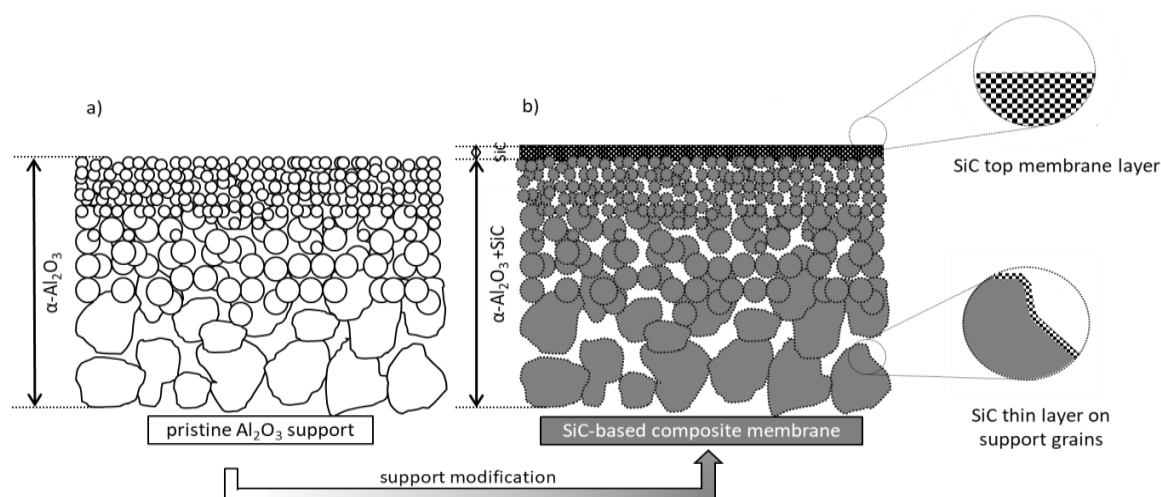 a)
b)
α-Al₂O₃
SiC
α-Al₂O₃+SiC
SiC top membrane layer
SiC thin layer on
support grains
pristine Al₂O₃ support
SiC-based composite membrane
support modification